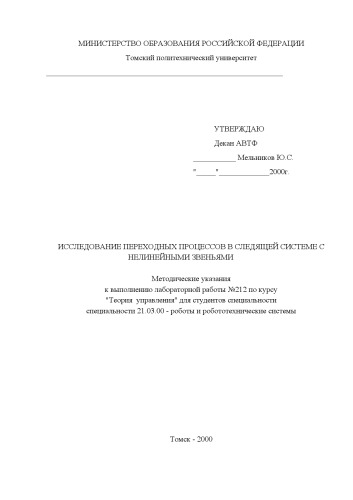 МИНИСТЕРСТВО ОБРАЗОВАНИЯ РОССИЙСКОЙ ФЕДЕРАЦИИ
Томский политехнический университет
УТВЕРЖДАЮ
Декан АВТФ
____________ Мельников Ю.С.
"_____"______________2000г.
ИССЛЕДОВАНИЕ ПЕРЕХОДНЫХ ПРОЦЕССОВ В СЛЕДЯЩЕЙ СИСТЕМЕ С
НЕЛИНЕЙНЫМИ ЗВЕНЬЯМИ
Методические указания
к выполнению лабораторной работы №212 по курсу
"Теория управления" для студентов специальности
специальности 21.03.00 - роботы и робототехнические системы
Томск - 2000